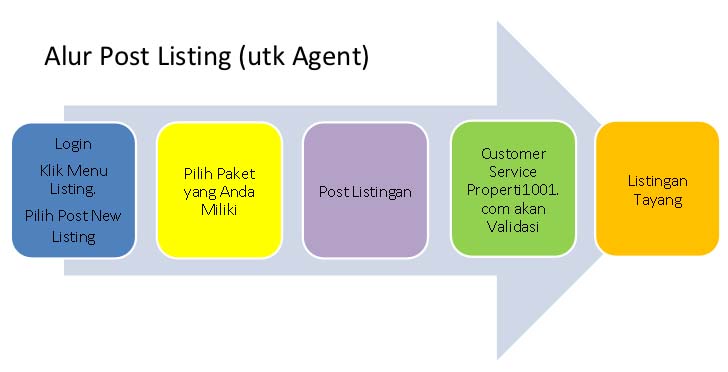 Alur Post Listing (utk Agent)
Login
Klik Menu
Listing.
Pilih Post New
Listing
Pilih Paket
yang Anda
Miliki
Post Listingan
Customer
Service
Properti1001.
com akan
Validasi
Listingan
Tayang